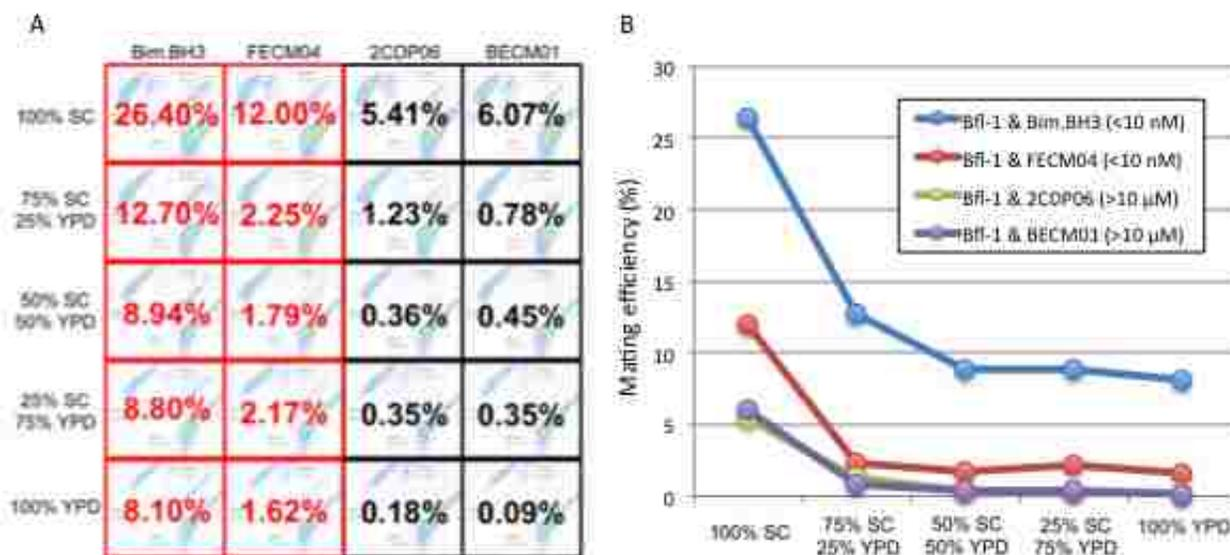 A
Bim.BH3 FECM04 2COP06 BECM01
100% SC 26.40% 12.00% 5.41% 6.07%
75% SC
25% YPD
12.70% 2.25% 1.23% 0.78%
50% SC
50% YPD
8.94% 1.79% 0.36% 0.45%
25% SC
75% YPD
8.80% 2.17% 0.35% 0.35%
100% YPD 8.10% 1.62% 0.18% 0.09%
B
Mating efficiency (%)
30
25
20
15
10
5
0
Bfl-1 & Bim.BH3 (<10 nM)
Bfl-1 & FECM04 (<10 nM)
Bfl-1 & 2COP06 (>10 µM)
Bfl-1 & BECM01 (>10 µM)
100% SC
75% SC
25% YPD
50% SC
50% YPD
25% SC
75% YPD
100% YPD